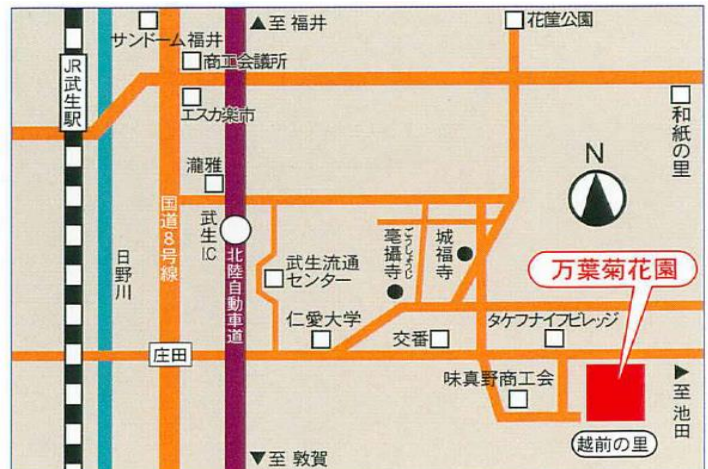 ▲至 福井
花筐公園
サンドーム福井
商工会議所
JR武生駅
エスカ楽市
和紙の里
瀧雅
N
国道8号線
武生I.C
北陸自動車道
日野川
武生流通
センター
ごうしょうじ
毫攝寺
城福寺
万葉菊花園
仁愛大学
交番
タケフナイフビレッジ
庄田
味真野商工会
▶至 池田
越前の里
▼至 敦賀